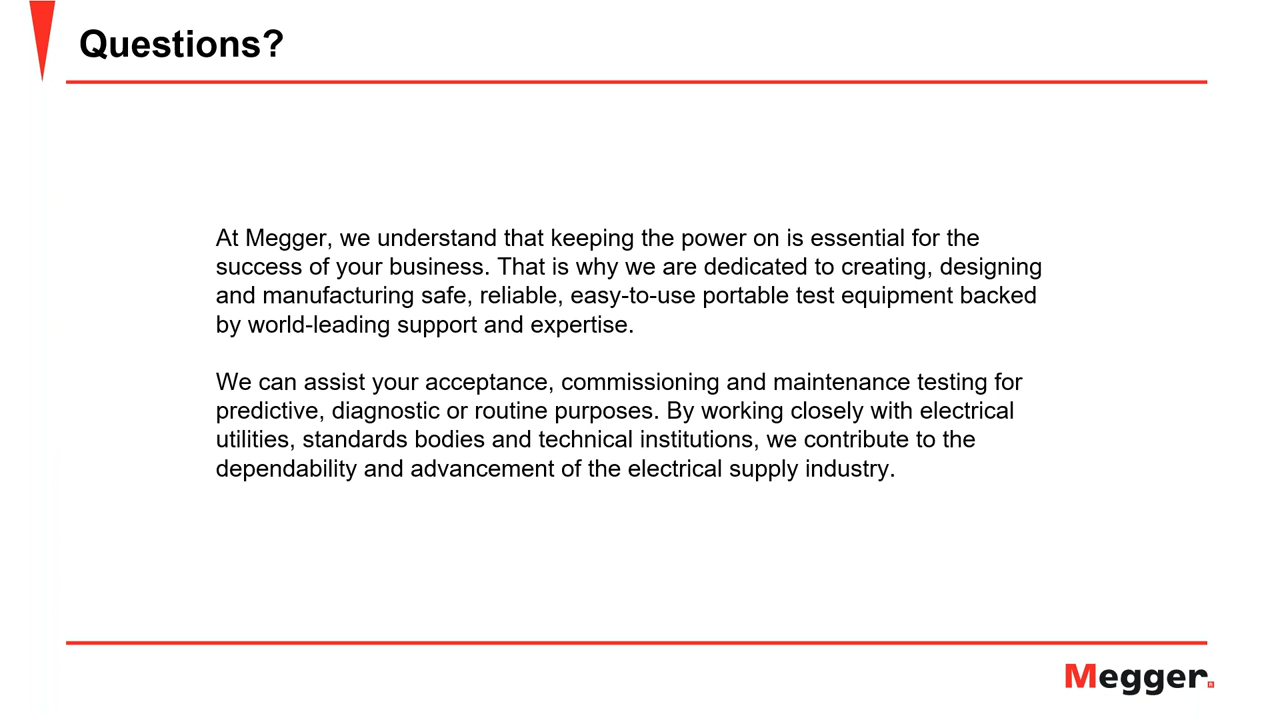 Questions?
At Megger, we understand that keeping the power on is essential for the
success of your business. That is why we are dedicated to creating, designing
and manufacturing safe, reliable, easy-to-use portable test equipment backed
by world-leading support and expertise.
We can assist your acceptance, commissioning and maintenance testing for
predictive, diagnostic or routine purposes. By working closely with electrical
utilities, standards bodies and technical institutions, we contribute to the
dependability and advancement of the electrical supply industry.
Megger.